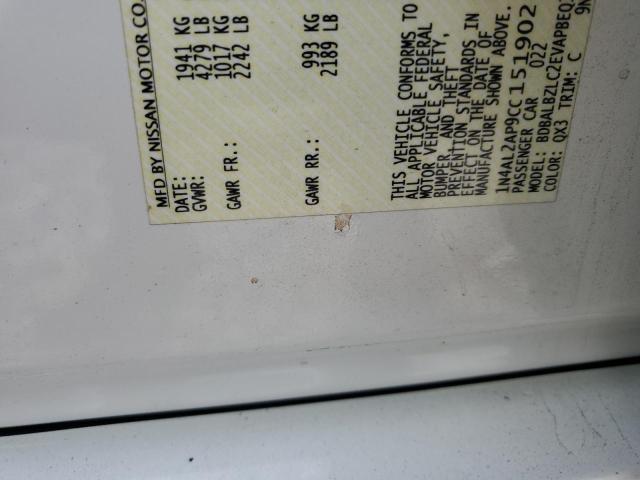 MFD BY NISSAN MOTOR CO.
DATE:
GVWR: 1941 KG
4279 LB
GAWR FR.: 1017 KG
2242 LB
GAWR RR.: 993 KG
2189 LB
THIS VEHICLE CONFORMS TO
ALL APPLICABLE FEDERAL
MOTOR VEHICLE SAFETY,
BUMPER, AND THEFT
PREVENTION STANDARDS IN
EFFECT ON THE DATE OF
MANUFACTURE SHOWN ABOVE.
1N4AL2AP9CC151902
PASSENGER CAR 022
MODEL: BDBALBZLC2EVAPBEQ
COLOR: QX3 TRIM: C